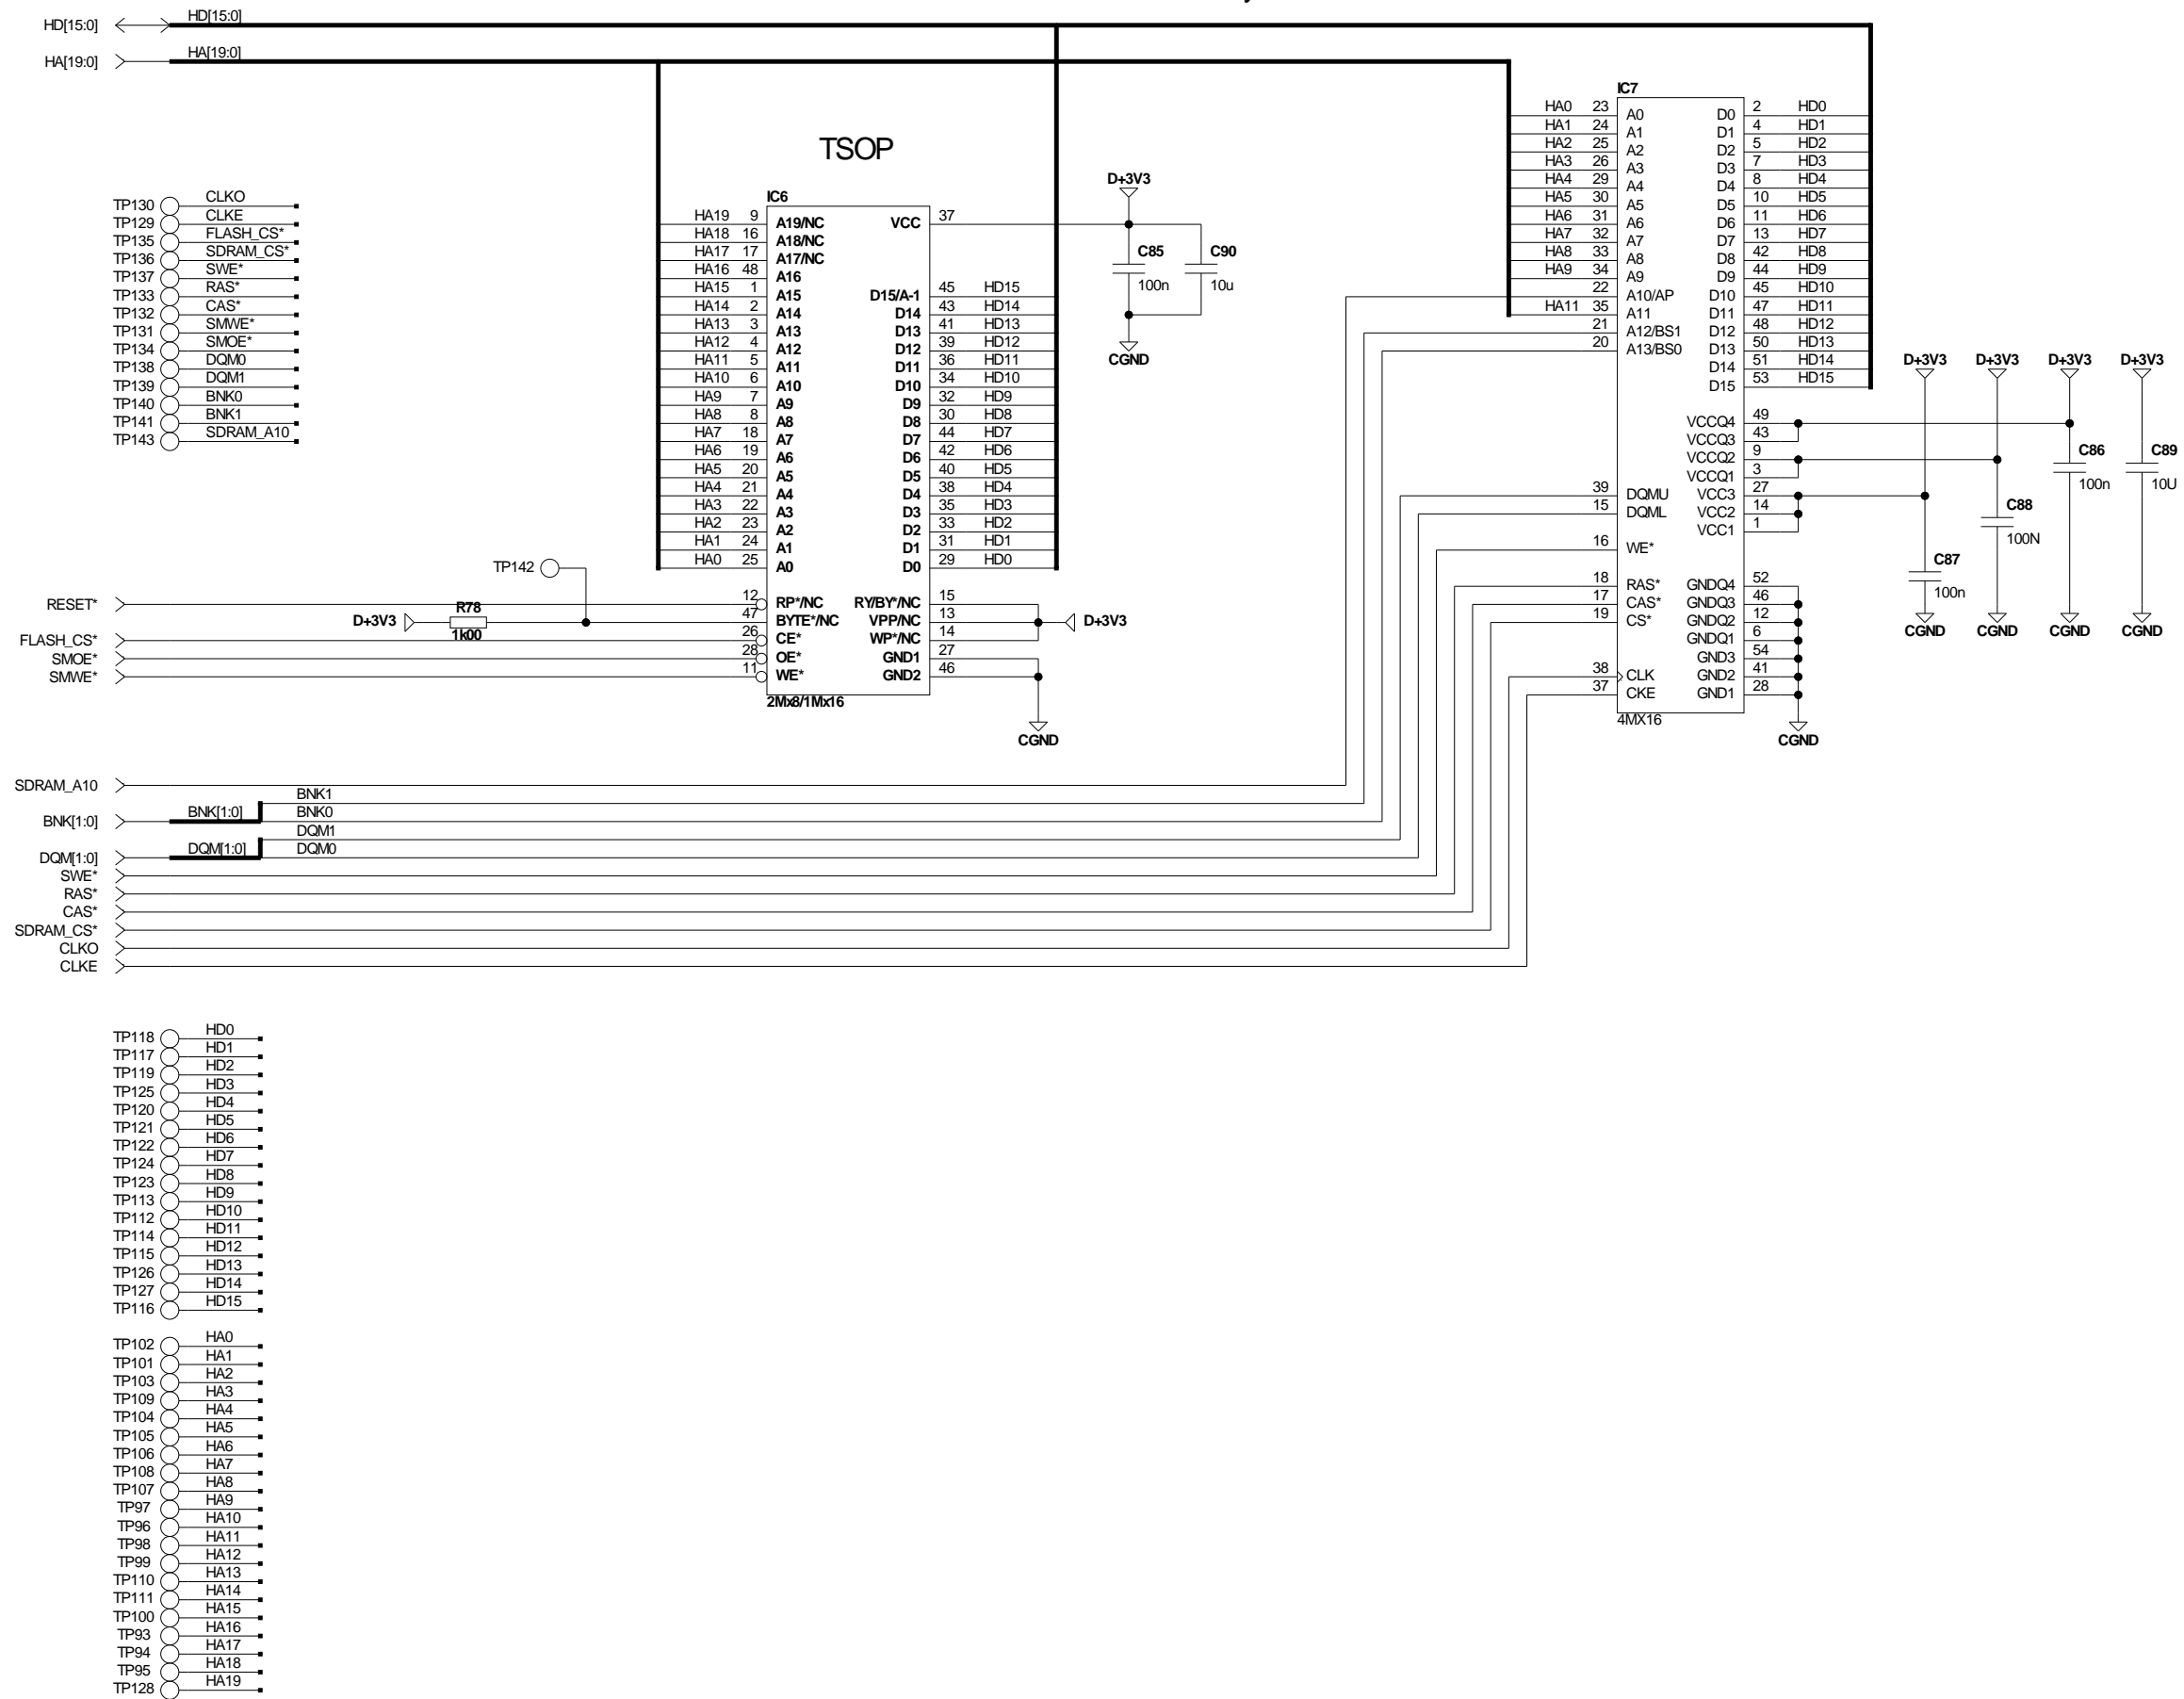 HD[15:0] HD[15:0]
HA[19:0] HA[19:0]
TSOP
TP130 CLKO
TP129 CLKE
TP135 FLASH_CS*
TP136 SDRAM_CS*
TP137 SWE*
TP133 RAS*
TP132 CAS*
TP131 SMWE*
TP134 SMOE*
TP138 DQM0
TP139 DQM1
TP140 BNK0
TP141 BNK1
TP143 SDRAM_A10
IC6
HA19 9 A19/NC VCC 37
HA18 16 A18/NC
HA17 17 A17/NC
HA16 48 A16
HA15 1 A15 D15/A-1 45 HD15
HA14 2 A14 D14 43 HD14
HA13 3 A13 D13 41 HD13
HA12 4 A12 D12 39 HD12
HA11 5 A11 D11 36 HD11
HA10 6 A10 D10 34 HD10
HA9 7 A9 D9 32 HD9
HA8 8 A8 D8 30 HD8
HA7 18 A7 D7 44 HD7
HA6 19 A6 D6 42 HD6
HA5 20 A5 D5 40 HD5
HA4 21 A4 D4 38 HD4
HA3 22 A3 D3 35 HD3
HA2 23 A2 D2 33 HD2
HA1 24 A1 D1 31 HD1
HA0 25 A0 D0 29 HD0
TP142
RESET* 12 RP*/NC RY/BY*/NC 15
D+3V3 R78 1k00 47 BYTE*/NC VPP/NC 13 D+3V3
FLASH_CS* 26 CE* WP*/NC 14
SMOE* 28 OE* GND1 27
SMWE* 11 WE* GND2 46
2Mx8/1Mx16
CGND
D+3V3
C85 C90
100n 10u
CGND
IC7
HA0 23 A0 D0 2 HD0
HA1 24 A1 D1 4 HD1
HA2 25 A2 D2 5 HD2
HA3 26 A3 D3 7 HD3
HA4 29 A4 D4 8 HD4
HA5 30 A5 D5 10 HD5
HA6 31 A6 D6 11 HD6
HA7 32 A7 D7 13 HD7
HA8 33 A8 D8 42 HD8
HA9 34 A9 D9 44 HD9
22 A10/AP D10 45 HD10
HA11 35 A11 D11 47 HD11
21 A12/BS1 D12 48 HD12
20 A13/BS0 D13 50 HD13
D14 51 HD14
D15 53 HD15
VCCQ4 49
VCCQ3 43
VCCQ2 9
VCCQ1 3
39 DQMU VCC3 27
15 DQML VCC2 14
VCC1 1
16 WE*
18 RAS* GNDQ4 52
17 CAS* GNDQ3 46
19 CS* GNDQ2 12
GNDQ1 6
GND3 54
38 CLK GND2 41
37 CKE GND1 28
4MX16
CGND
D+3V3 D+3V3 D+3V3 D+3V3
C86 C89
100n 10U
C88
100N
C87
100n
CGND CGND CGND CGND
SDRAM_A10
BNK1
BNK[1:0] BNK[1:0] BNK0
DQM1
DQM[1:0] DQM[1:0] DQM0
SWE*
RAS*
CAS*
SDRAM_CS*
CLKO
CLKE
TP118 HD0
TP117 HD1
TP119 HD2
TP125 HD3
TP120 HD4
TP121 HD5
TP122 HD6
TP124 HD7
TP123 HD8
TP113 HD9
TP112 HD10
TP114 HD11
TP115 HD12
TP126 HD13
TP127 HD14
TP116 HD15
TP102 HA0
TP101 HA1
TP103 HA2
TP109 HA3
TP104 HA4
TP105 HA5
TP106 HA6
TP108 HA7
TP107 HA8
TP97 HA9
TP96 HA10
TP98 HA11
TP99 HA12
TP110 HA13
TP111 HA14
TP100 HA15
TP93 HA16
TP94 HA17
TP95 HA18
TP128 HA19